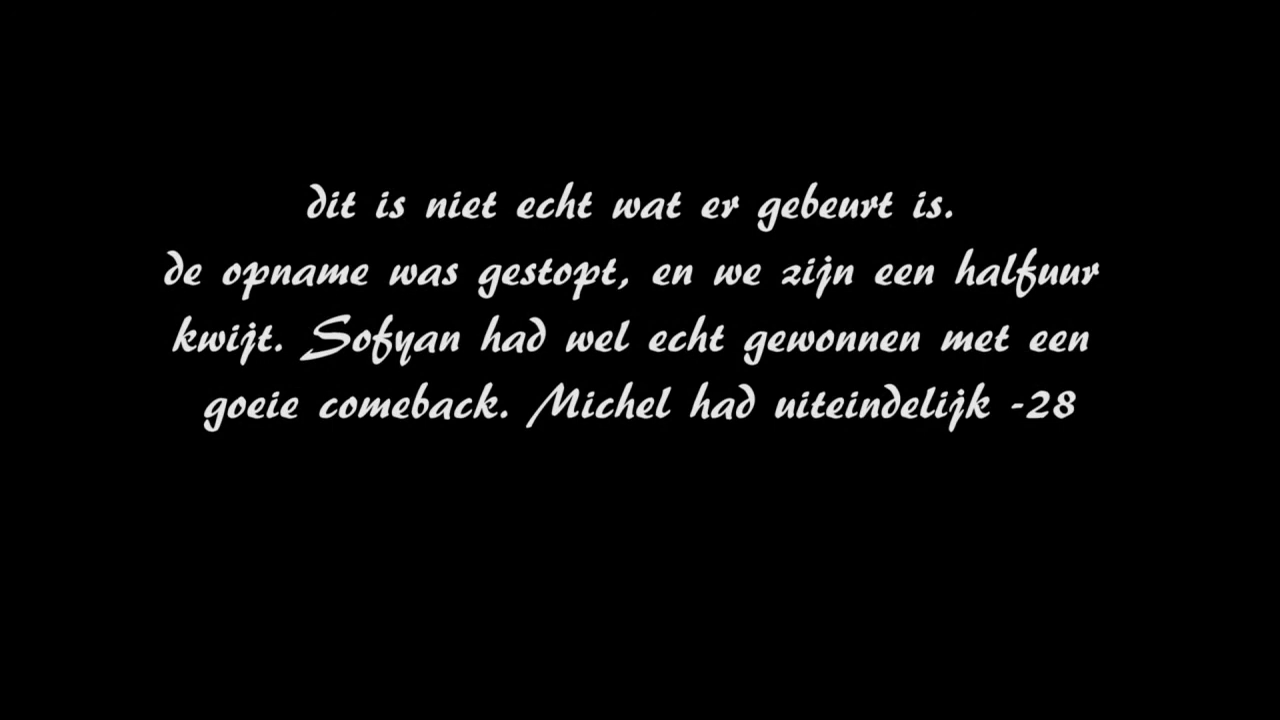 dit is niet echt wat er gebeurt is.
de opname was gestopt, en we zijn een halfuur
kwijt. Sofyan had wel echt gewonnen met een
goeie comeback. Michel had uiteindelijk -28